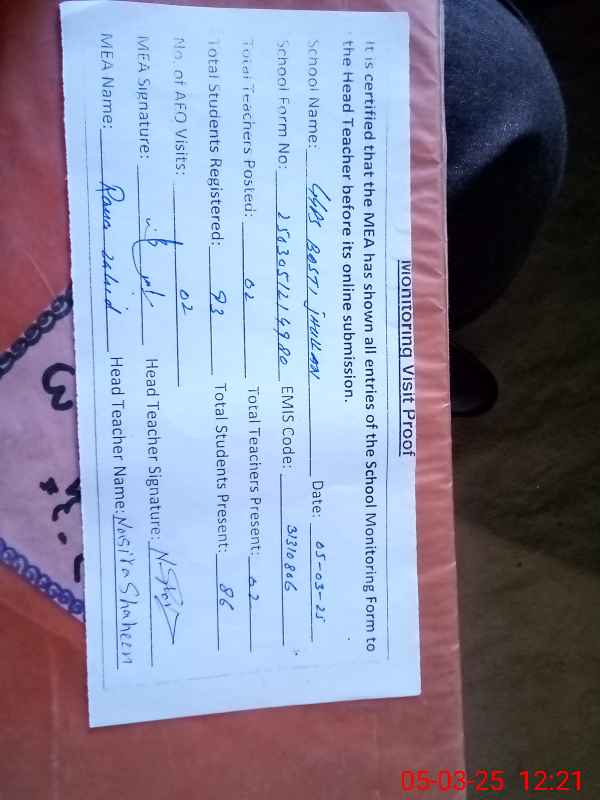 Monitoring Visit Proof
It is certified that the MEA has shown all entries of the School Monitoring Form to
the Head Teacher before its online submission.
School Name: GGPS BASTI JHULLAN Date: 05-03-25
School Form No: 2503051214980 EMIS Code: 31310806
Total Teachers Posted: 02 Total Teachers Present: 02
Total Students Registered: 93 Total Students Present: 86
No. of AEO Visits: 02
MEA Signature: Head Teacher Signature:
MEA Name: Rana Zahid Head Teacher Name: Nasira Shaheen
05-03-25 12:21